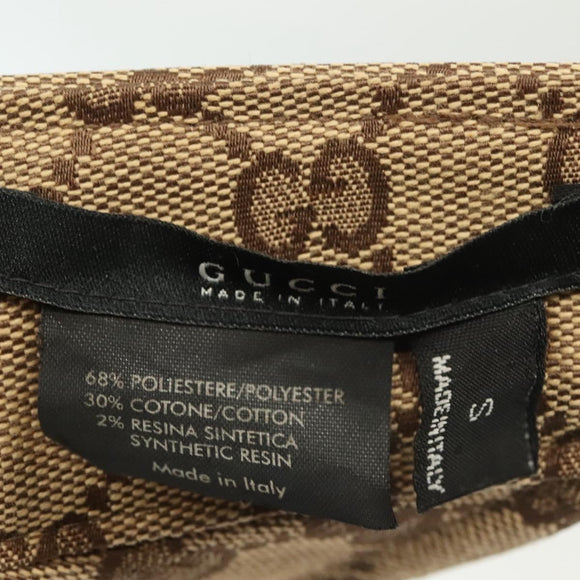 GUCCI
MADE IN ITALY
68% POLIESTERE/POLYESTER
30% COTONE/COTTON
2% RESINA SINTETICA
SYNTHETIC RESIN
Made in Italy
S
MADE IN ITALY